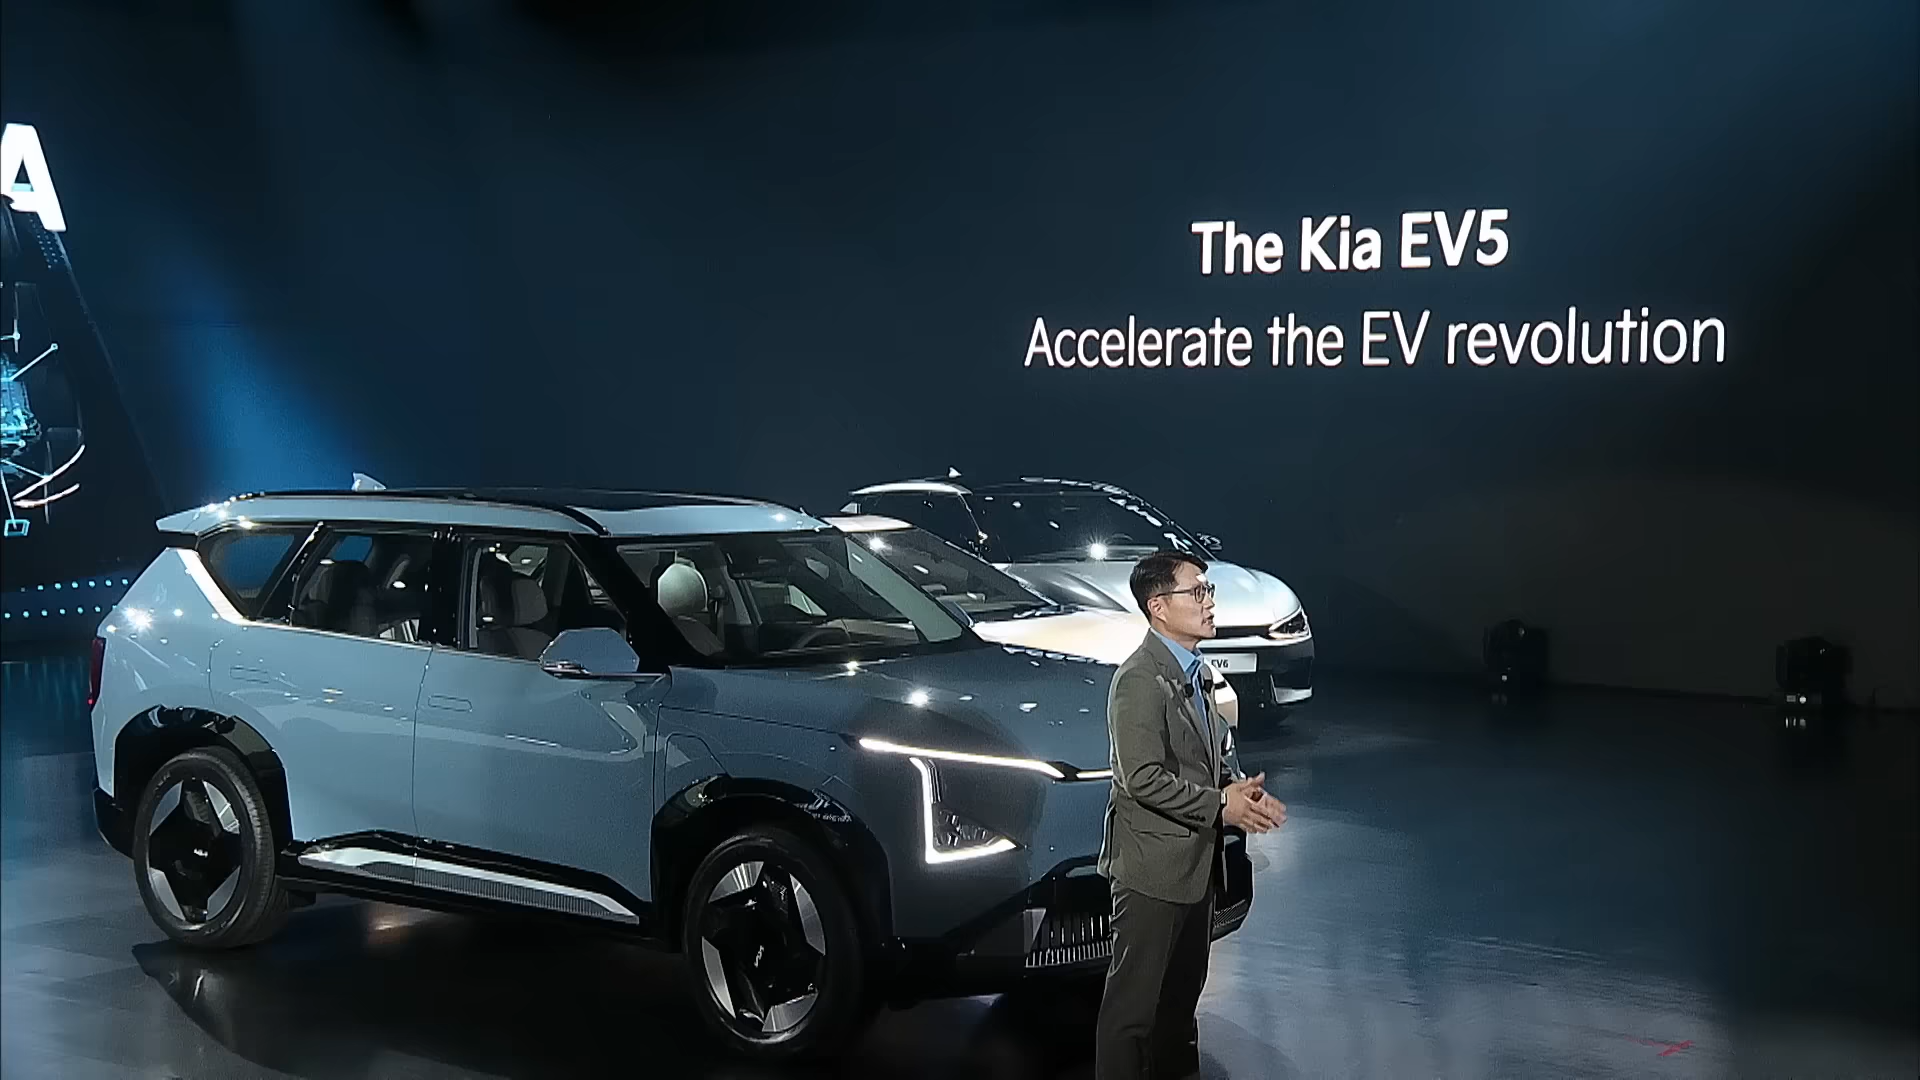 A
The Kia EV5
Accelerate the EV revolution
EV6